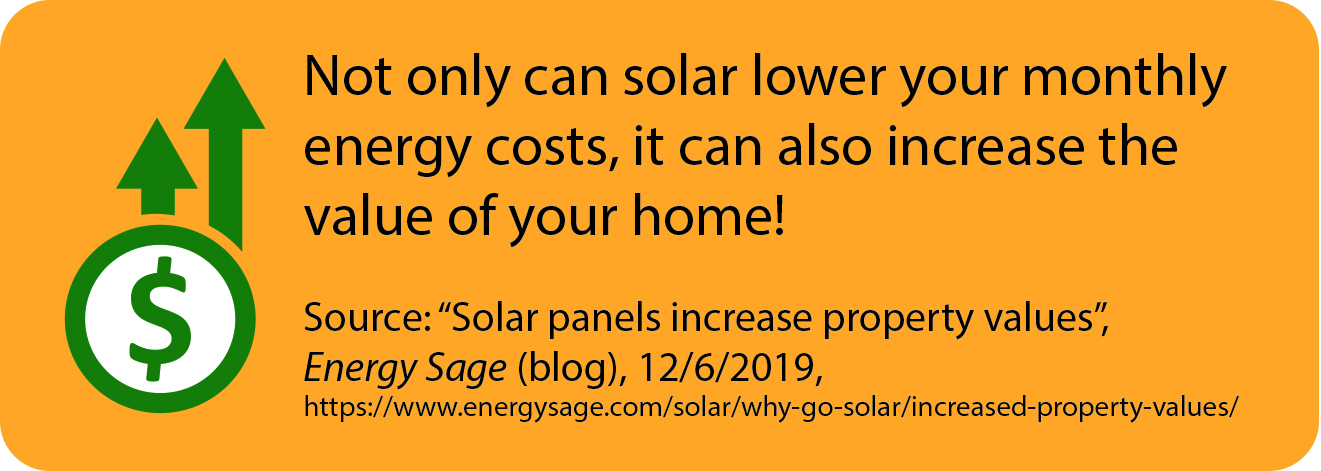 Not only can solar lower your monthly
energy costs, it can also increase the
value of your home!
$
Source: “Solar panels increase property values”,
Energy Sage (blog), 12/6/2019,
https://www.energysage.com/solar/why-go-solar/increased-property-values/